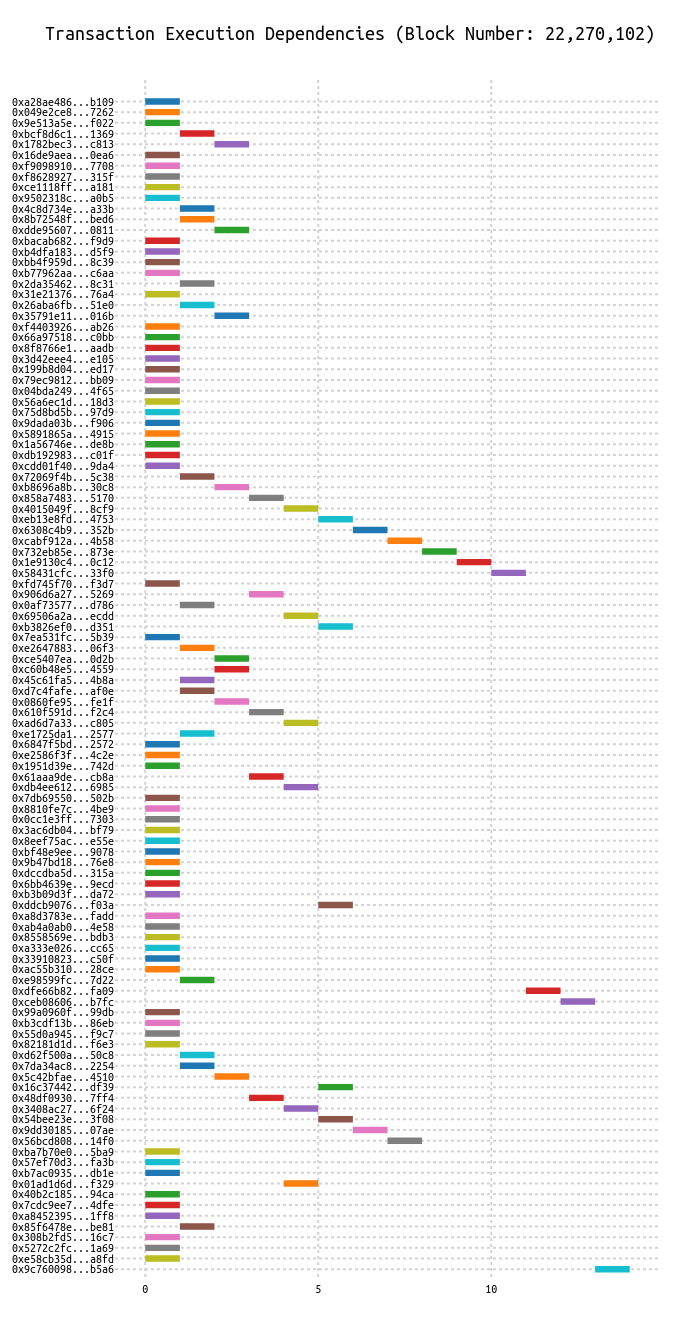 Transaction Execution Dependencies (Block Number: 22,270,102)
0xa28ae486...b109
0x049e2ce8...7262
0x9e513a5e...f022
0xbcf8d6c1...1369
0x1782bec3...c813
0x16de9aea...0ea6
0xf9098910...7708
0xf8628927...315f
0xce1118ff...a181
0x9502318c...a0b5
0x4c8d734e...a33b
0x8b72548f...bed6
0xdde95607...0811
0xbacab682...f9d9
0xb4dfa183...d5f9
0xbb4f959d...8c39
0xb77962aa...c6aa
0x2da35462...8c31
0x31e21376...76a4
0x26aba6fb...51e0
0x35791e11...016b
0xf4403926...ab26
0x66a97518...c0bb
0x8f8766e1...aadb
0x3d42eee4...e105
0x199b8d04...ed17
0x79ec9812...bb09
0x04bda249...4f65
0x56a6ec1d...18d3
0x75d8bd5b...97d9
0x9dada03b...f906
0x5891865a...4915
0x1a56746e...de8b
0xdb192983...c01f
0xcdd01f40...9da4
0x72069f4b...5c38
0xb8696a8b...30c8
0x858a7483...5170
0x4015049f...8cf9
0xeb13e8fd...4753
0x6308c4b9...352b
0xcabf912a...4b58
0x732eb85e...873e
0x1e9130c4...0c12
0x58431cfc...33f0
0xfd745f70...f3d7
0x906d6a27...5269
0x0af73577...d786
0x69506a2a...ecdd
0xb3826ef0...d351
0x7ea531fc...5b39
0xe2647883...06f3
0xce5407ea...0d2b
0xc60b48e5...4559
0x45c61fa5...4b8a
0xd7c4fafe...af0e
0x0860fe95...fe1f
0x610f591d...f2c4
0xad6d7a33...c805
0xe1725da1...2577
0x6847f5bd...2572
0xe2586f3f...4c2e
0x1951d39e...742d
0x61aaa9de...cb8a
0xdb4ee612...6985
0x7db69550...502b
0x8810fe7c...4be9
0x0cc1e3ff...7303
0x3ac6db04...bf79
0x8eef75ac...e55e
0xbf48e9ee...9078
0x9b47bd18...76e8
0xdccdba5d...315a
0x6bb4639e...9ecd
0xb3b09d3f...da72
0xddcb9076...f03a
0xa8d3783e...fadd
0xab4a0ab0...4e58
0x8558569e...bdb3
0xa333e026...cc65
0x33910823...c50f
0xac55b310...28ce
0xe98599fc...7d22
0xdfe66b82...fa09
0xceb08606...b7fc
0x99a0960f...99db
0xb3cdf13b...86eb
0x55d0a945...f9c7
0x82181d1d...f6e3
0xd62f500a...50c8
0x7da34ac8...2254
0x5c42bfae...4510
0x16c37442...df39
0x48df0930...7ff4
0x3408ac27...6f24
0x54bee23e...3f08
0x9dd30185...07ae
0x56bcd808...14f0
0xba7b70e0...5ba9
0x57ef70d3...fa3b
0xb7ac0935...db1e
0x01ad1d6d...f329
0x40b2c185...94ca
0x7cdc9ee7...4dfe
0xa8452395...1ff8
0x85f6478e...be81
0x308b2fd5...16c7
0x5272c2fc...1a69
0xe58cb35d...a8fd
0x9c760098...b5a6
0 5 10